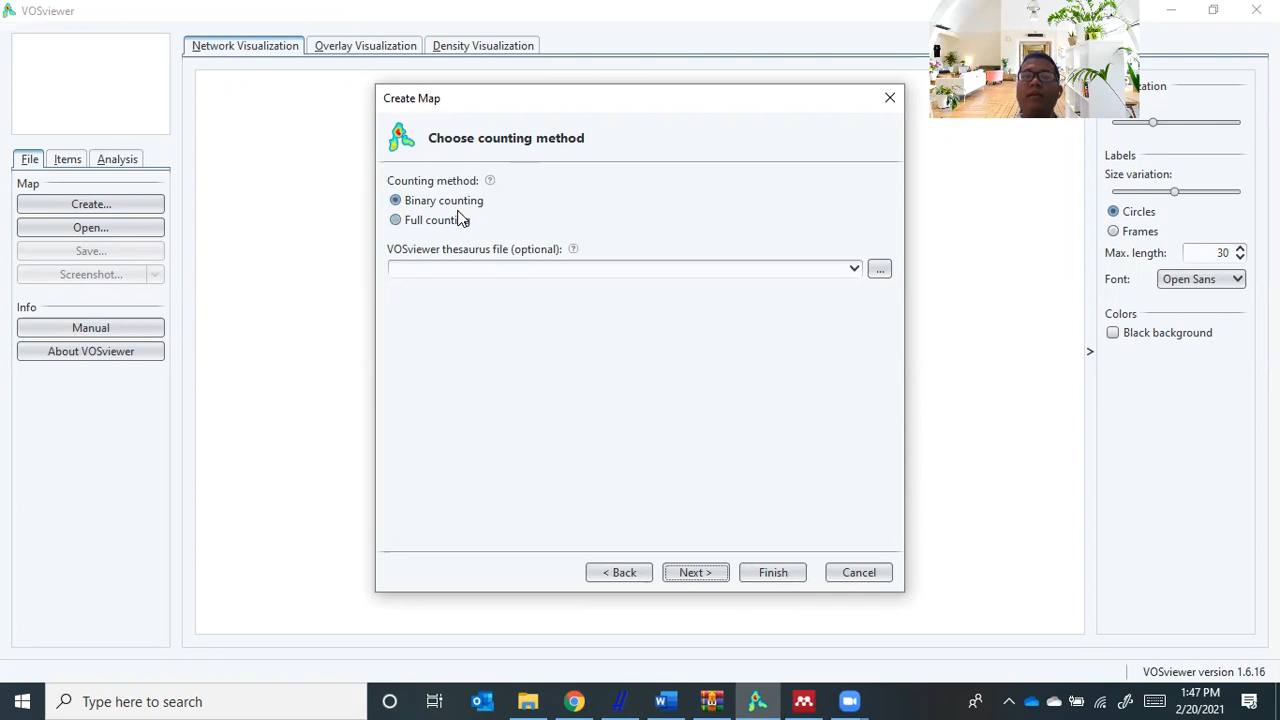 VOSviewer
Network Visualization
Overlay Visualization
Density Visualization
File
Items
Analysis
Map
Create...
Open...
Save...
Screenshot...
Info
Manual
About VOSviewer
Create Map
Choose counting method
Counting method:
Binary counting
Full counting
VOSviewer thesaurus file (optional):
...
< Back
Next >
Finish
Cancel
Labels
Size variation:
Circles
Frames
Max. length:
30
Font:
Open Sans
Colors
Black background
>
VOSviewer version 1.6.16
Type here to search
1:47 PM
2/20/2021